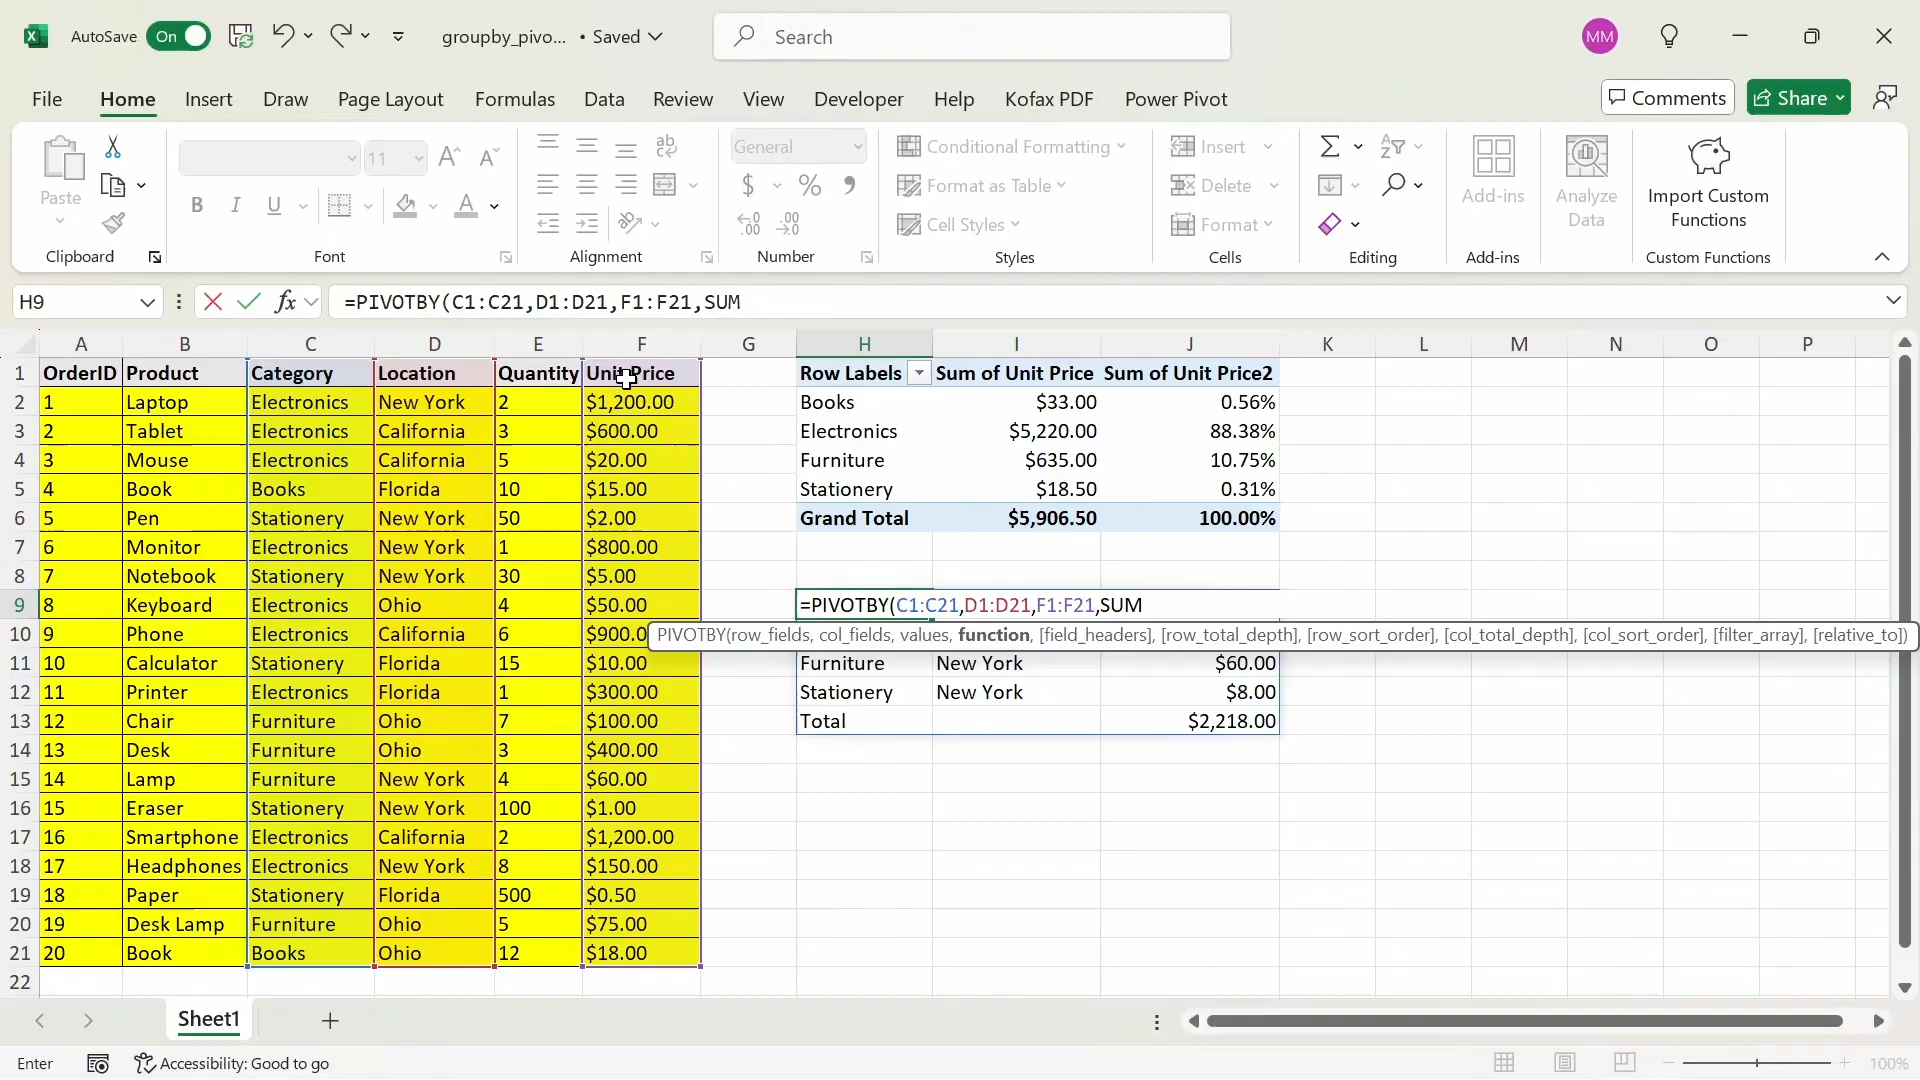 AutoSave On groupby_pivo... • Saved Search MM
File Home Insert Draw Page Layout Formulas Data Review View Developer Help Kofax PDF Power Pivot Comments Share
11 General Conditional Formatting Insert
Paste Format as Table Delete Add-ins Analyze Data Import Custom Functions
B I U $ % Cell Styles Format
Clipboard Font Alignment Number Styles Cells Editing Add-ins Custom Functions
H9 fx =PIVOTBY(C1:C21,D1:D21,F1:F21,SUM
A B C D E F G H I J K L M N O P
1 OrderID Product Category Location Quantity Unit Price Row Labels Sum of Unit Price Sum of Unit Price2
2 1 Laptop Electronics New York 2 $1,200.00 Books $33.00 0.56%
3 2 Tablet Electronics California 3 $600.00 Electronics $5,220.00 88.38%
4 3 Mouse Electronics California 5 $20.00 Furniture $635.00 10.75%
5 4 Book Books Florida 10 $15.00 Stationery $18.50 0.31%
6 5 Pen Stationery New York 50 $2.00 Grand Total $5,906.50 100.00%
7 6 Monitor Electronics New York 1 $800.00
8 7 Notebook Stationery New York 30 $5.00
9 8 Keyboard Electronics Ohio 4 $50.00 =PIVOTBY(C1:C21,D1:D21,F1:F21,SUM
10 9 Phone Electronics California 6 $900.0 PIVOTBY(row_fields, col_fields, values, function, [field_headers], [row_total_depth], [row_sort_order], [col_total_depth], [col_sort_order], [filter_array], [relative_to])
11 10 Calculator Stationery Florida 15 $10.00 Furniture New York $60.00
12 11 Printer Electronics Florida 1 $300.00 Stationery New York $8.00
13 12 Chair Furniture Ohio 7 $100.00 Total $2,218.00
14 13 Desk Furniture Ohio 3 $400.00
15 14 Lamp Furniture New York 4 $60.00
16 15 Eraser Stationery New York 100 $1.00
17 16 Smartphone Electronics California 2 $1,200.00
18 17 Headphones Electronics New York 8 $150.00
19 18 Paper Stationery Florida 500 $0.50
20 19 Desk Lamp Furniture Ohio 5 $75.00
21 20 Book Books Ohio 12 $18.00
22
Sheet1
Enter Accessibility: Good to go 100%